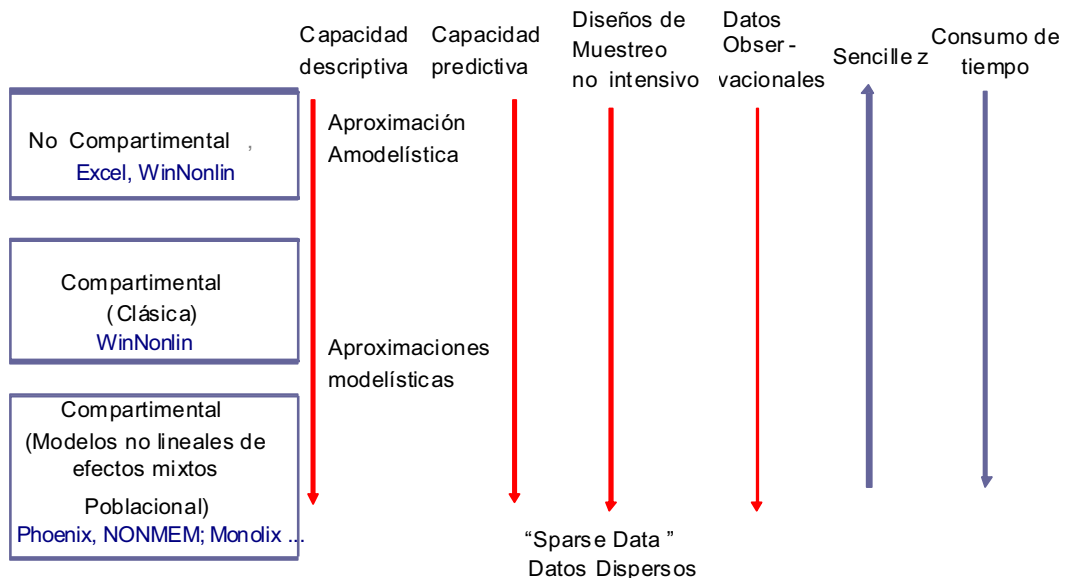 Capacidad descriptiva
Capacidad predictiva
Diseños de Muestreo no intensivo
Datos Obser - vacionales
Sencille z
Consumo de tiempo
No Compartimental ,
Excel, WinNonlin
Aproximación
Amodelística
Compartimental
(Clásica)
WinNonlin
Aproximaciones
modelísticas
Compartimental
(Modelos no lineales de
efectos mixtos
Poblacional)
Phoenix, NONMEM; Monolix ...
“Sparse Data ”
Datos Dispersos